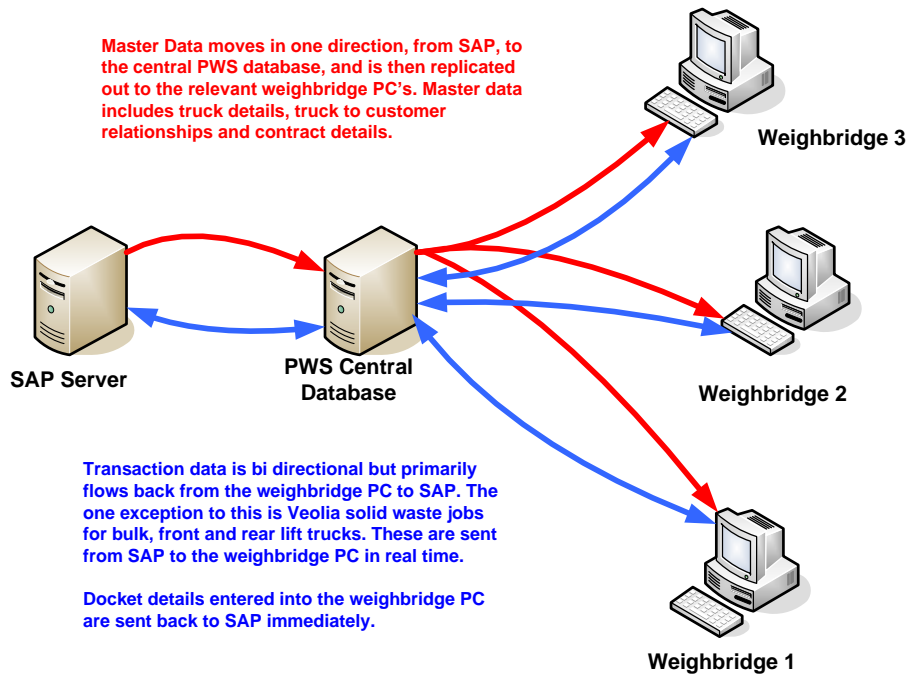 Master Data moves in one direction, from SAP, to
the central PWS database, and is then replicated
out to the relevant weighbridge PC's. Master data
includes truck details, truck to customer
relationships and contract details.
Weighbridge 3
SAP Server
PWS Central
Database
Weighbridge 2
Transaction data is bi directional but primarily
flows back from the weighbridge PC to SAP. The
one exception to this is Veolia solid waste jobs
for bulk, front and rear lift trucks. These are sent
from SAP to the weighbridge PC in real time.
Docket details entered into the weighbridge PC
are sent back to SAP immediately.
Weighbridge 1